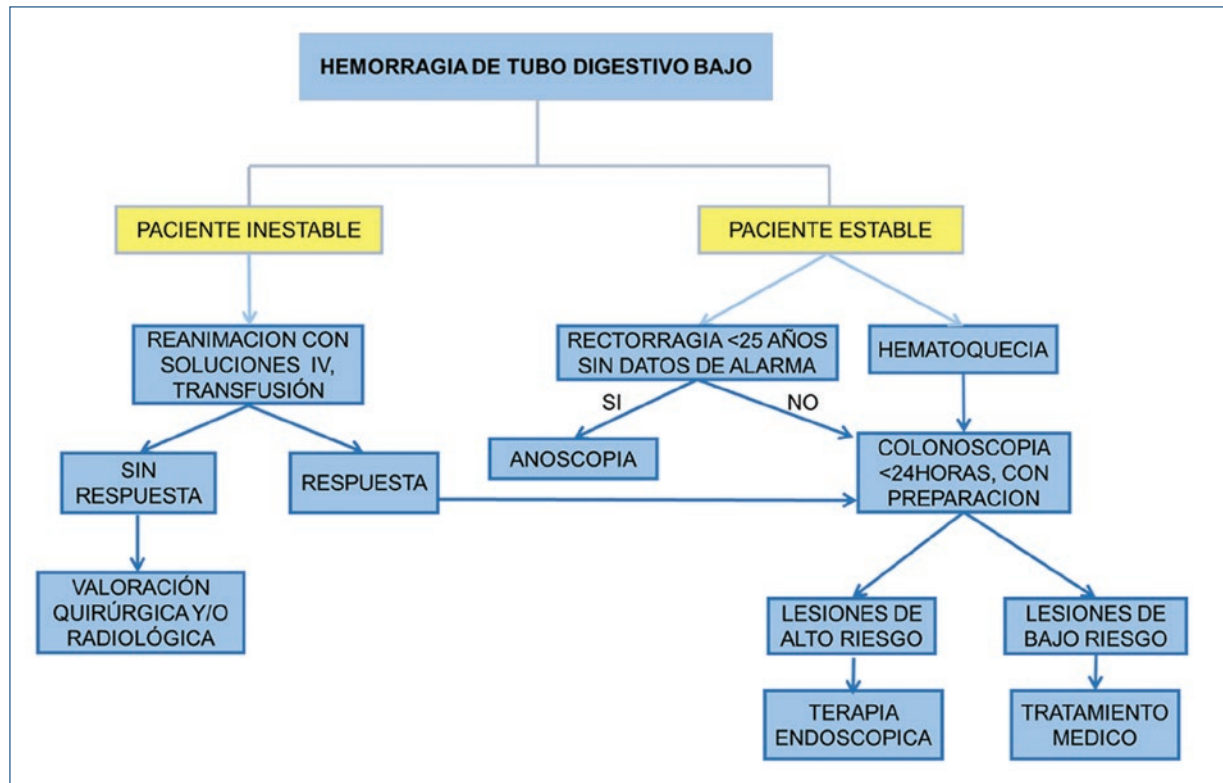 HEMORRAGIA DE TUBO DIGESTIVO BAJO
PACIENTE INESTABLE
PACIENTE ESTABLE
REANIMACION CON
SOLUCIONES IV,
TRANSFUSIÓN
RECTORRAGIA <25 AÑOS
SIN DATOS DE ALARMA
HEMATOQUECIA
SI
NO
SIN
RESPUESTA
RESPUESTA
ANOSCOPIA
COLONOSCOPIA
<24HORAS, CON
PREPARACION
VALORACIÓN
QUIRÚRGICA Y/O
RADIOLÓGICA
LESIONES DE
ALTO RIESGO
LESIONES DE
BAJO RIESGO
TERAPIA
ENDOSCOPICA
TRATAMIENTO
MEDICO